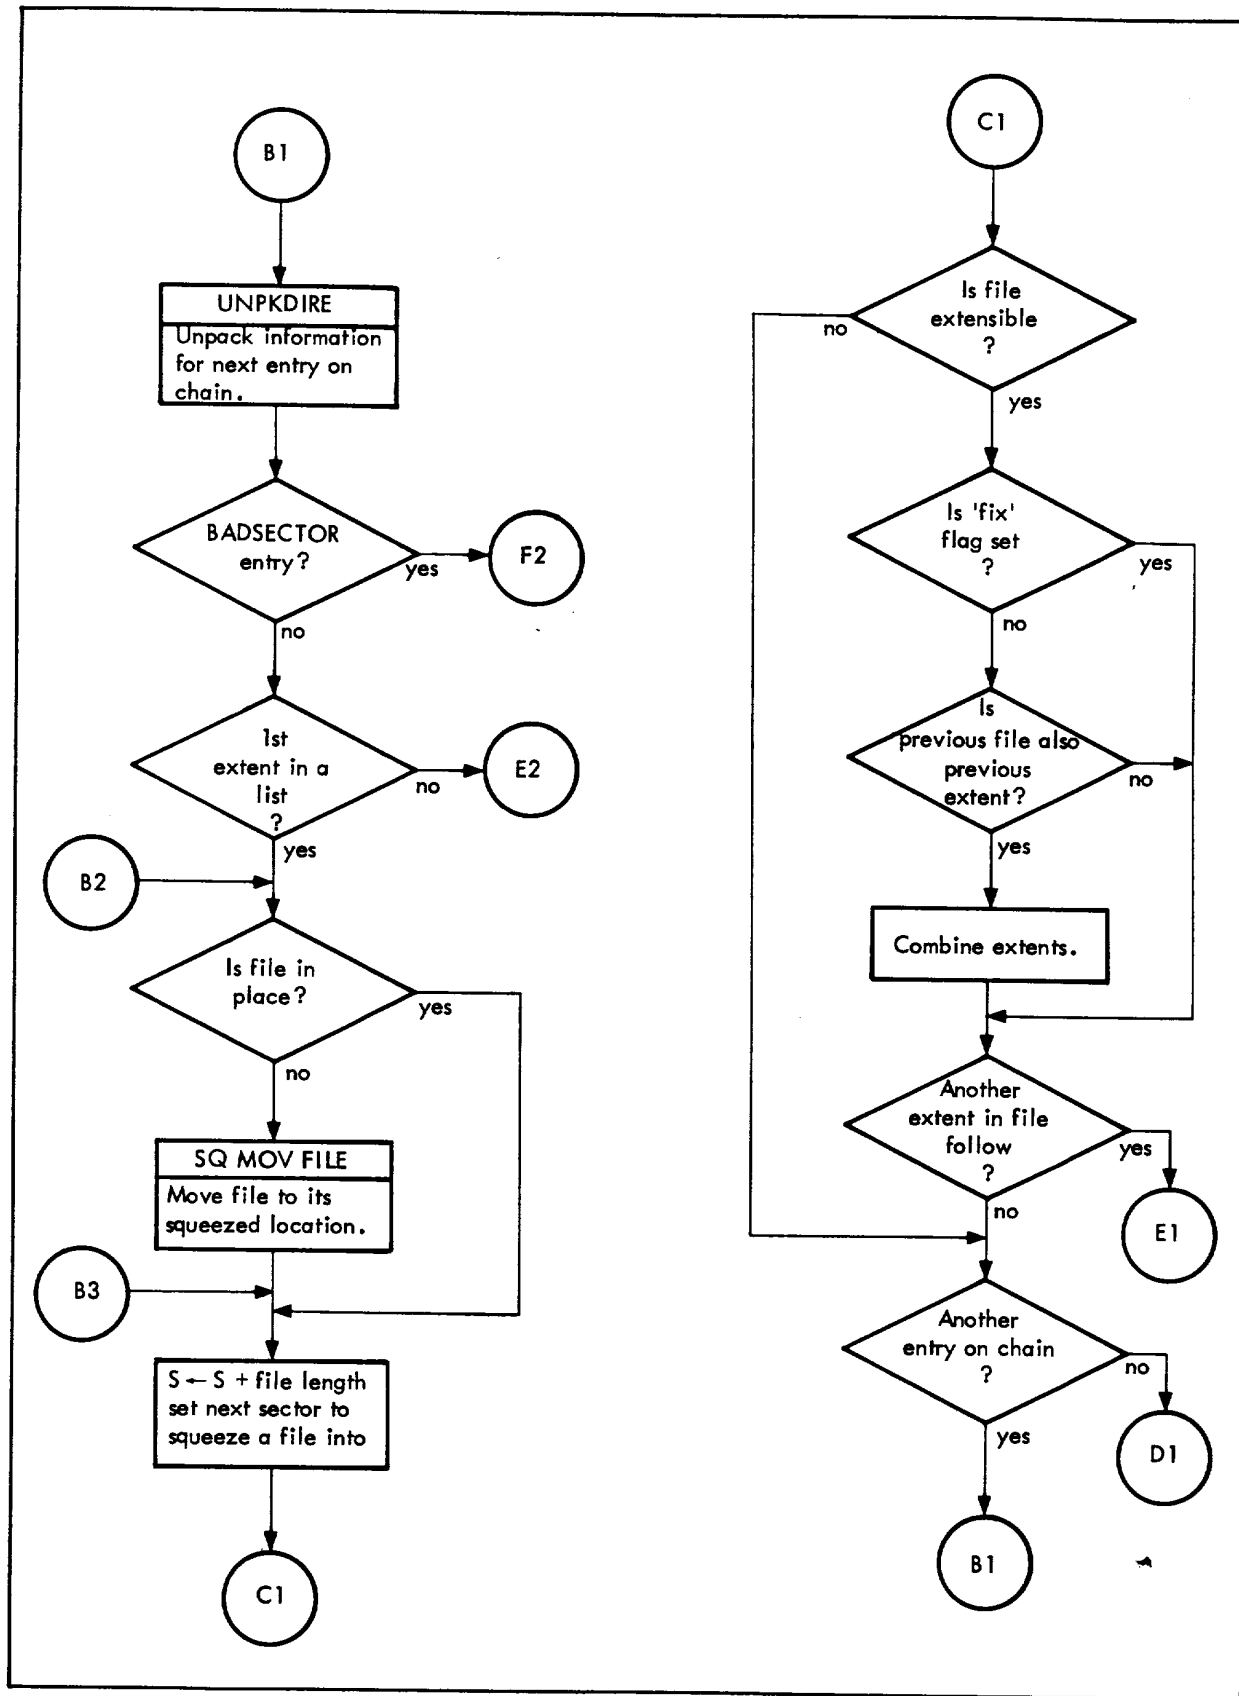 B1
UNPKDIRE
Unpack information
for next entry on
chain.
BADSECTOR
entry?
yes
F2
no
1st
extent in a
list
?
no
E2
yes
B2
Is file in
place?
yes
no
SQ MOV FILE
Move file to its
squeezed location.
B3
S ← S + file length
set next sector to
squeeze a file into
C1
C1
Is file
extensible
?
no
yes
Is 'fix'
flag set
?
yes
no
Is
previous file also
previous
extent?
no
yes
Combine extents.
Another
extent in file
follow
?
yes
E1
no
Another
entry on chain
?
no
D1
yes
B1